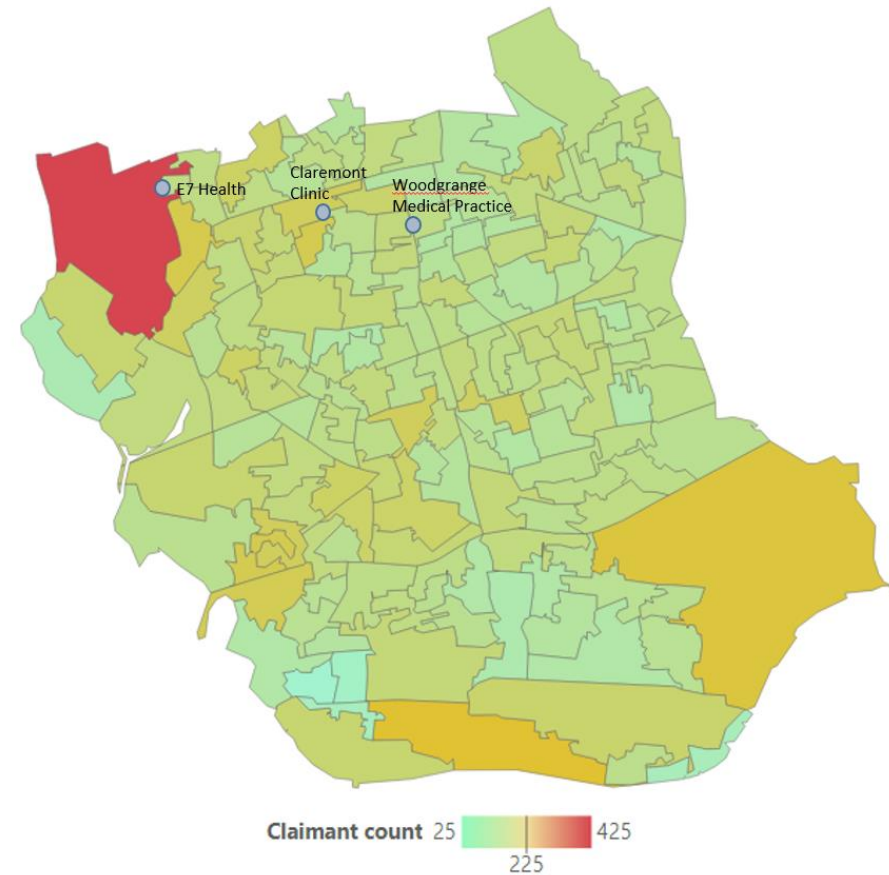 E7 Health
Claremont
Clinic
Woodgrange
Medical Practice
Claimant count 25 425
225